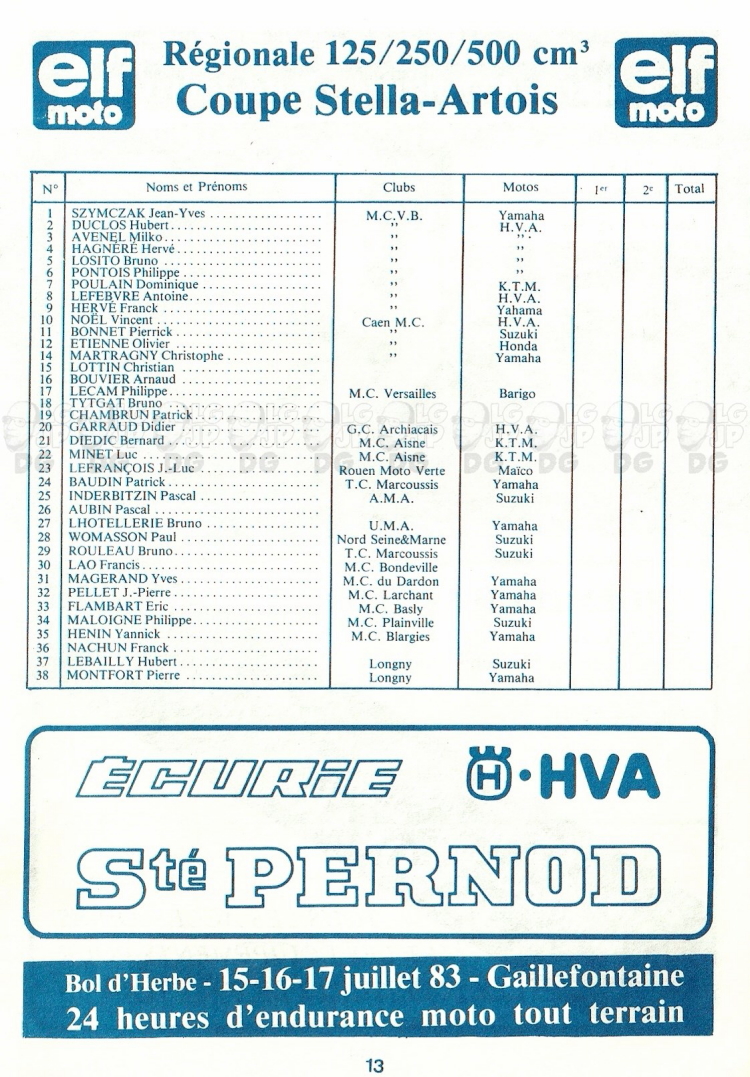 elf moto
Régionale 125/250/500 cm³
Coupe Stella-Artois
elf moto
N° Noms et Prénoms Clubs Motos 1er 2e Total
1 SZYMCZAK Jean-Yves M.C.V.B. Yamaha
2 DUCLOS Hubert ,, H.V.A.
3 AVENEL Milko ,, ,,
4 HAGNÉRÉ Hervé ,, ,,
5 LOSITO Bruno ,, ,,
6 PONTOIS Philippe ,, ,,
7 POULAIN Dominique ,, K.T.M.
8 LEFEBVRE Antoine ,, H.V.A.
9 HERVÉ Franck ,, Yahama
10 NOËL Vincent Caen M.C. H.V.A.
11 BONNET Pierrick ,, Suzuki
12 ETIENNE Olivier ,, Honda
14 MARTRAGNY Christophe ,, Yamaha
15 LOTTIN Christian
16 BOUVIER Arnaud
17 LECAM Philippe M.C. Versailles Barigo
18 TYTGAT Bruno
19 CHAMBRUN Patrick
20 GARRAUD Didier G.C. Archiacais H.V.A.
21 DIEDIC Bernard M.C. Aisne K.T.M.
22 MINET Luc M.C. Aisne K.T.M.
23 LEFRANÇOIS J.-Luc Rouen Moto Verte Maïco
24 BAUDIN Patrick T.C. Marcoussis Yamaha
25 INDERBITZIN Pascal A.M.A. Suzuki
26 AUBIN Pascal
27 LHOTELLERIE Bruno U.M.A. Yamaha
28 WOMASSON Paul Nord Seine&Marne Suzuki
29 ROULEAU Bruno T.C. Marcoussis Suzuki
30 LAO Francis M.C. Bondeville
31 MAGERAND Yves M.C. du Dardon Yamaha
32 PELLET J.-Pierre M.C. Larchant Yamaha
33 FLAMBART Eric M.C. Basly Yamaha
34 MALOIGNE Philippe M.C. Plainville Suzuki
35 HENIN Yannick M.C. Blargies Yamaha
36 NACHUN Franck
37 LEBAILLY Hubert Longny Suzuki
38 MONTFORT Pierre Longny Yamaha
LG JP DG
ÉCURIE H·HVA
Sté PERNOD
Bol d'Herbe - 15-16-17 juillet 83 - Gaillefontaine
24 heures d'endurance moto tout terrain
13